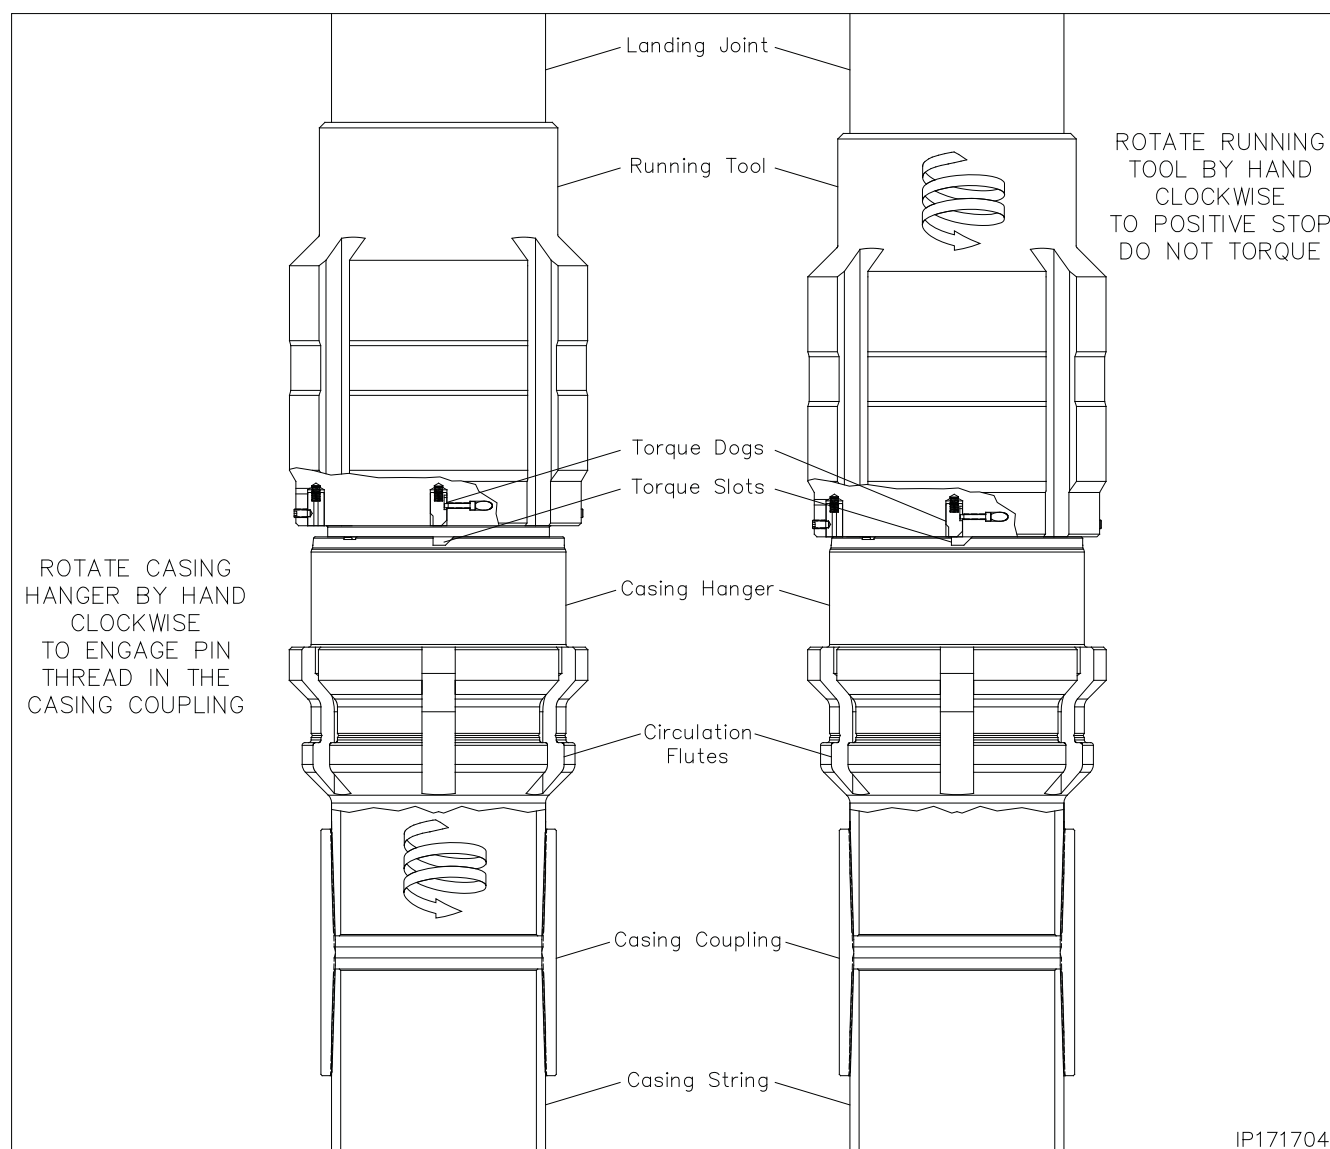 Landing Joint
ROTATE RUNNING
TOOL BY HAND
CLOCKWISE
TO POSITIVE STOP
DO NOT TORQUE
Running Tool
Torque Dogs
Torque Slots
ROTATE CASING
HANGER BY HAND
CLOCKWISE
TO ENGAGE PIN
THREAD IN THE
CASING COUPLING
Casing Hanger
Circulation
Flutes
Casing Coupling
Casing String
IP171704